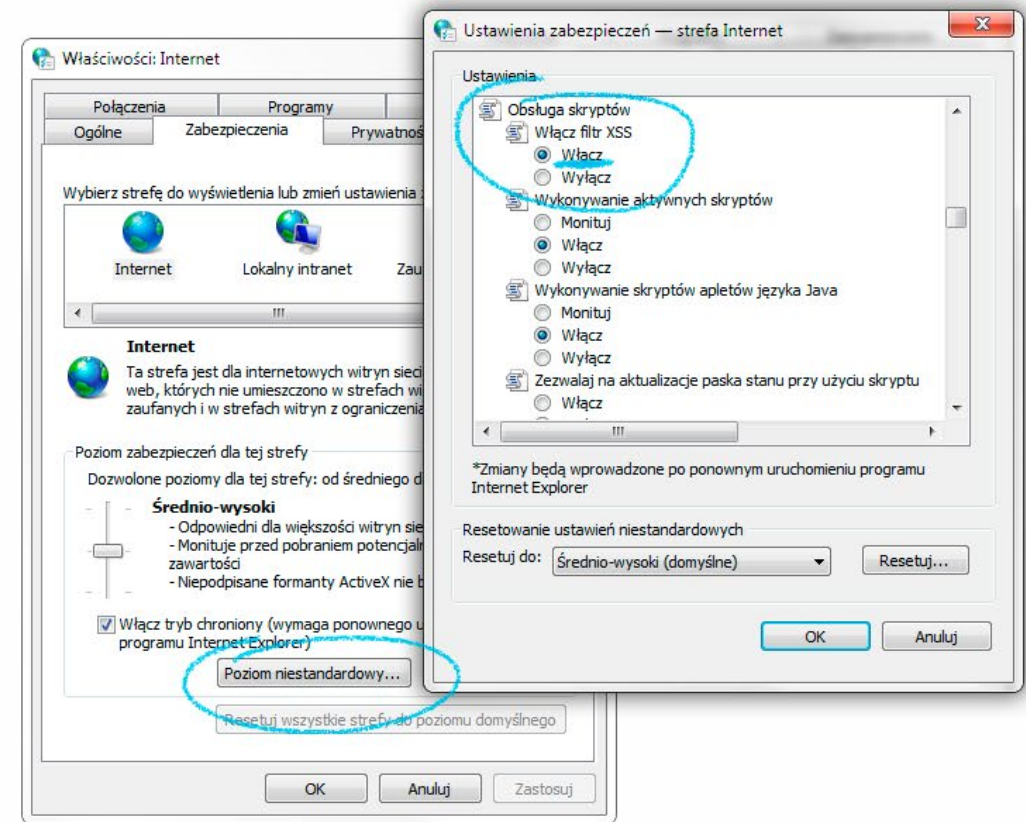 Właściwości: Internet
Połączenia
Programy
Ogólne
Zabezpieczenia
Prywatnoś
Wybierz strefę do wyświetlenia lub zmień ustawienia
Internet
Lokalny intranet
Zau
Internet
Ta strefa jest dla internetowych witryn sieci
web, których nie umieszczono w strefach wi
zaufanych i w strefach witryn z ograniczenia
Poziom zabezpieczeń dla tej strefy
Dozwolone poziomy dla tej strefy: od średniego d
Średnio-wysoki
- Odpowiedni dla większości witryn sie
- Monituje przed pobraniem potencjaln
zawartości
- Niepodpisane formanty ActiveX nie b
Włącz tryb chroniony (wymaga ponownego u
programu Internet Explorer)
Poziom niestandardowy...
Resetuj wszystkie strefy do poziomu domyślnego
OK
Anuluj
Zastosuj
Ustawienia zabezpieczeń — strefa Internet
Ustawienia
Obsługa skryptów
Włącz filtr XSS
Włącz
Wyłącz
Wykonywanie aktywnych skryptów
Monituj
Włącz
Wyłącz
Wykonywanie skryptów apletów języka Java
Monituj
Włącz
Wyłącz
Zezwalaj na aktualizacje paska stanu przy użyciu skryptu
Włącz
*Zmiany będą wprowadzone po ponownym uruchomieniu programu
Internet Explorer
Resetowanie ustawień niestandardowych
Resetuj do:
Średnio-wysoki (domyślne)
Resetuj...
OK
Anuluj